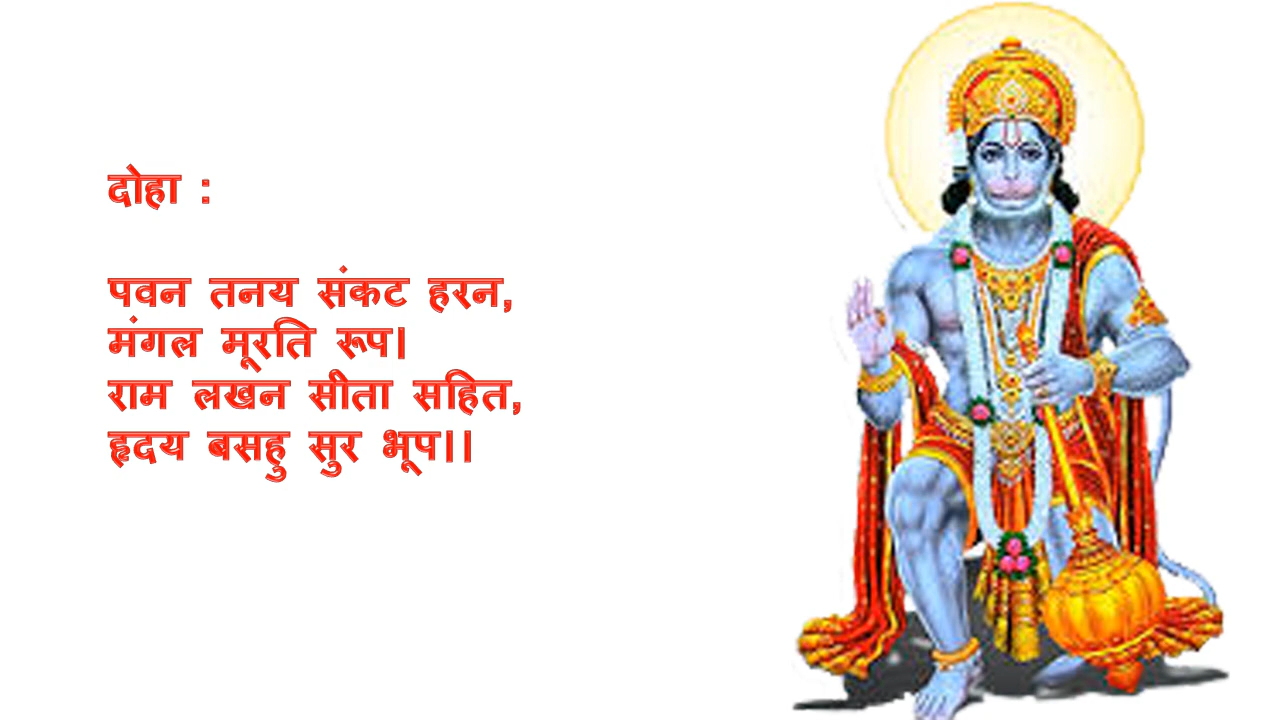 दोहा :
पवन तनय संकट हरन,
मंगल मूरति रूप।
राम लखन सीता सहित,
हृदय बसहु सुर भूप।।